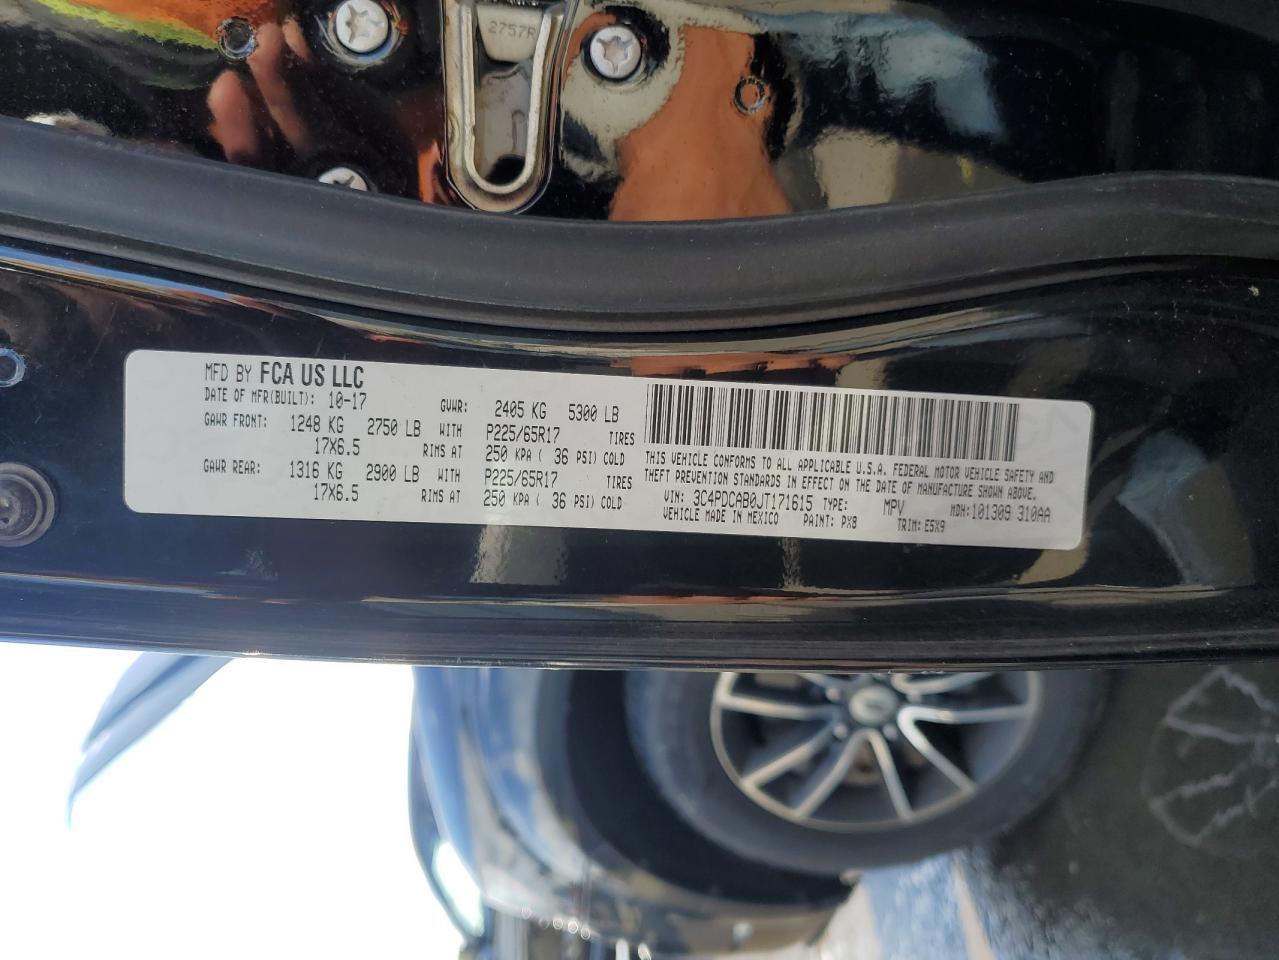 2757R
MFD BY FCA US LLC
DATE OF MFR(BUILT): 10-17 GVWR: 2405 KG 5300 LB
GAWR FRONT: 1248 KG 2750 LB WITH P225/65R17 TIRES
17X6.5 RIMS AT 250 KPA ( 36 PSI) COLD
GAWR REAR: 1316 KG 2900 LB WITH P225/65R17 TIRES
17X6.5 RIMS AT 250 KPA ( 36 PSI) COLD
THIS VEHICLE CONFORMS TO ALL APPLICABLE U.S.A. FEDERAL MOTOR VEHICLE SAFETY AND
THEFT PREVENTION STANDARDS IN EFFECT ON THE DATE OF MANUFACTURE SHOWN ABOVE.
VIN: 3C4PDCAB0JT171615 TYPE: MPV MDH: 101309 310AA
VEHICLE MADE IN MEXICO PAINT: PX8 TRIM: E5X9